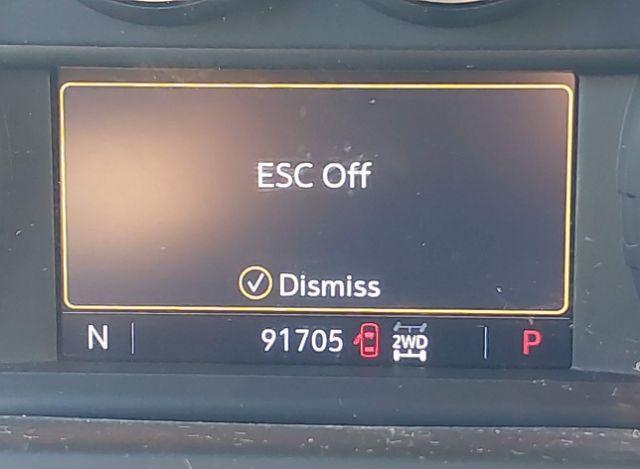 ESC Off
Dismiss
N 91705 2WD P